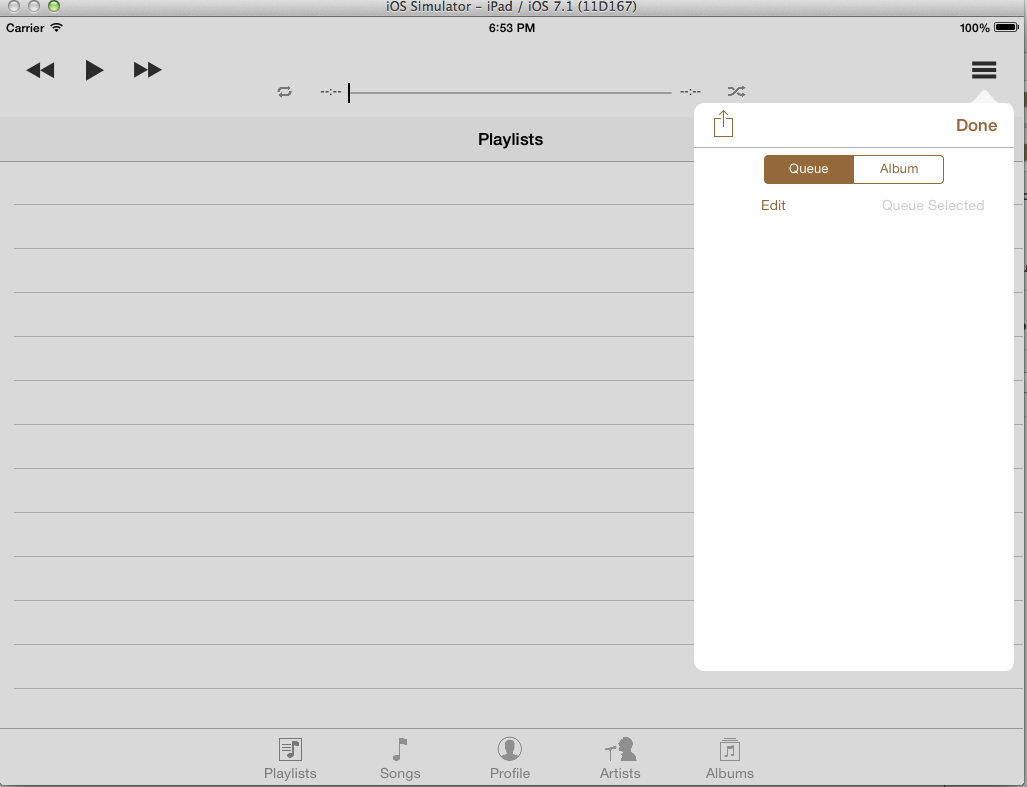 iOS Simulator – iPad / iOS 7.1 (11D167)
Carrier 6:53 PM 100%
--:-- --:--
Playlists
Done
Queue Album
Edit Queue Selected
Playlists Songs Profile Artists Albums